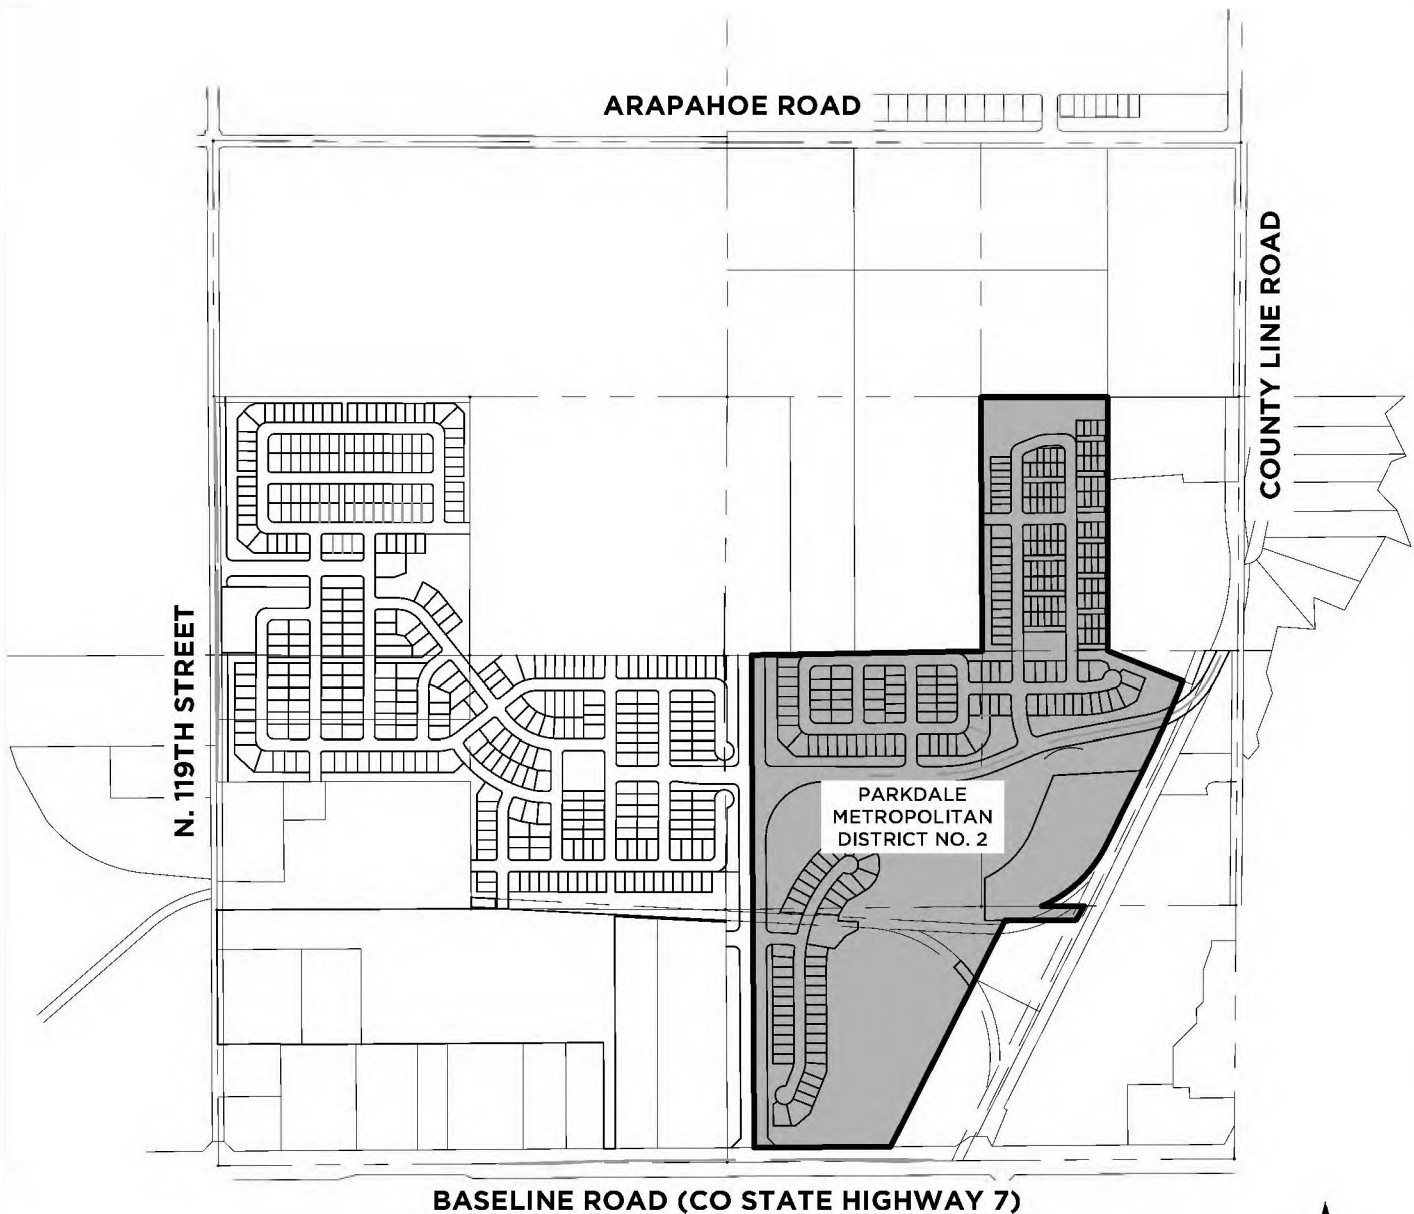 ARAPAHOE ROAD
COUNTY LINE ROAD
N. 119TH STREET
PARKDALE
METROPOLITAN
DISTRICT NO. 2
BASELINE ROAD (CO STATE HIGHWAY 7)